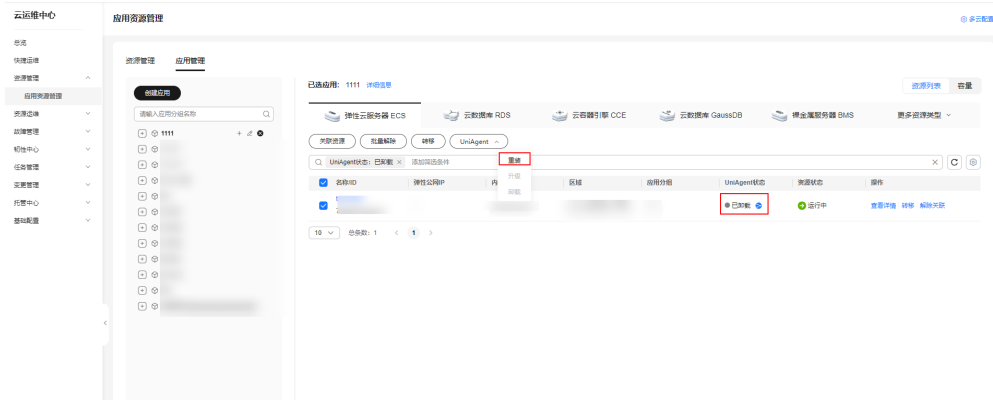 云运维中心
应用资源管理
多云配置
总览
快捷运维
资源管理
应用资源管理
资源运维
故障管理
韧性中心
任务管理
变更管理
托管中心
基础配置
资源管理 应用管理
创建应用
请输入应用分组名称
1111
已选应用: 1111 详细信息
资源列表 容量
弹性云服务器 ECS 云数据库 RDS 云容器引擎 CCE 云数据库 GaussDB 裸金属服务器 BMS 更多资源类型
关联资源 批量解除 转移 UniAgent
重装
升级
卸载
UniAgent状态: 已卸载 × 添加筛选条件
名称/ID 弹性公网IP 内 区域 应用分组 UniAgent状态 资源状态 操作
已卸载 运行中 查看详情 转移 解除关联
10 总条数: 1 < 1 >